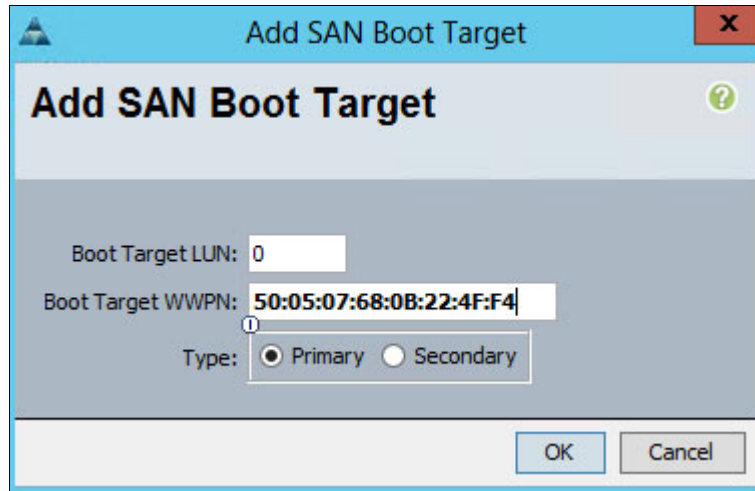 Add SAN Boot Target
x
Add SAN Boot Target
?
Boot Target LUN: 0
Boot Target WWPN: 50:05:07:68:0B:22:4F:F4
Type: Primary Secondary
OK Cancel